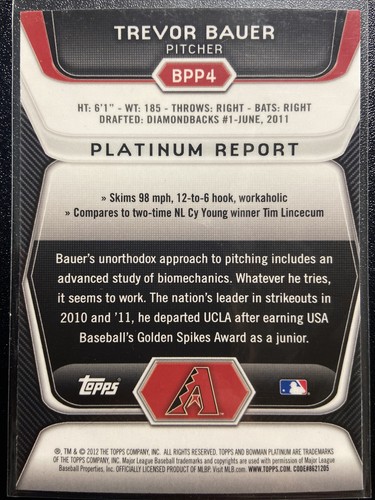 TREVOR BAUER
PITCHER
BPP4
HT: 6'1" - WT: 185 - THROWS: RIGHT - BATS: RIGHT
DRAFTED: DIAMONDBACKS #1-JUNE, 2011
PLATINUM REPORT
» Skims 98 mph, 12-to-6 hook, workaholic
» Compares to two-time NL Cy Young winner Tim Lincecum
Bauer's unorthodox approach to pitching includes an
advanced study of biomechanics. Whatever he tries,
it seems to work. The nation's leader in strikeouts in
2010 and '11, he departed UCLA after earning USA
Baseball's Golden Spikes Award as a junior.
Topps
A
®, TM & © 2012 THE TOPPS COMPANY, INC. ALL RIGHTS RESERVED. TOPPS AND BOWMAN PLATINUM ARE TRADEMARKS
OF THE TOPPS COMPANY, INC. Major League Baseball trademarks and copyrights are used with permission of Major League
Baseball Properties, Inc. OFFICIALLY LICENSED PRODUCT OF MLBP. Visit MLB.com WWW.TOPPS.COM. CODE#8621205